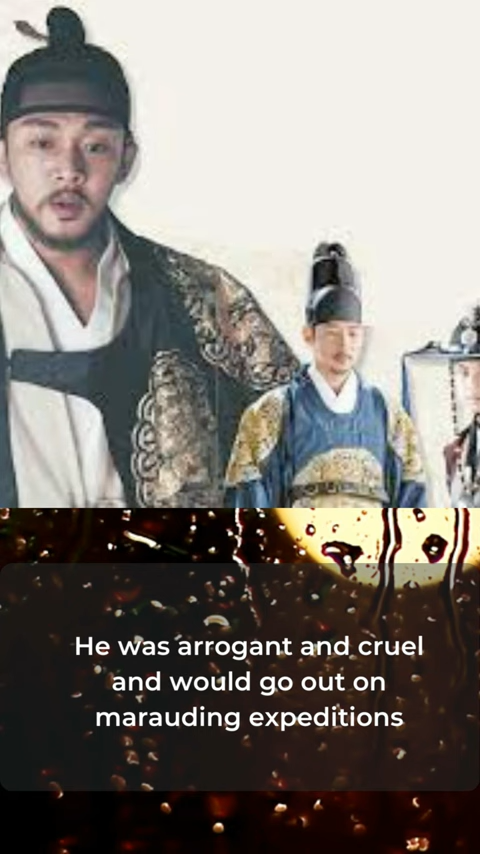 He was arrogant and cruel
and would go out on
marauding expeditions